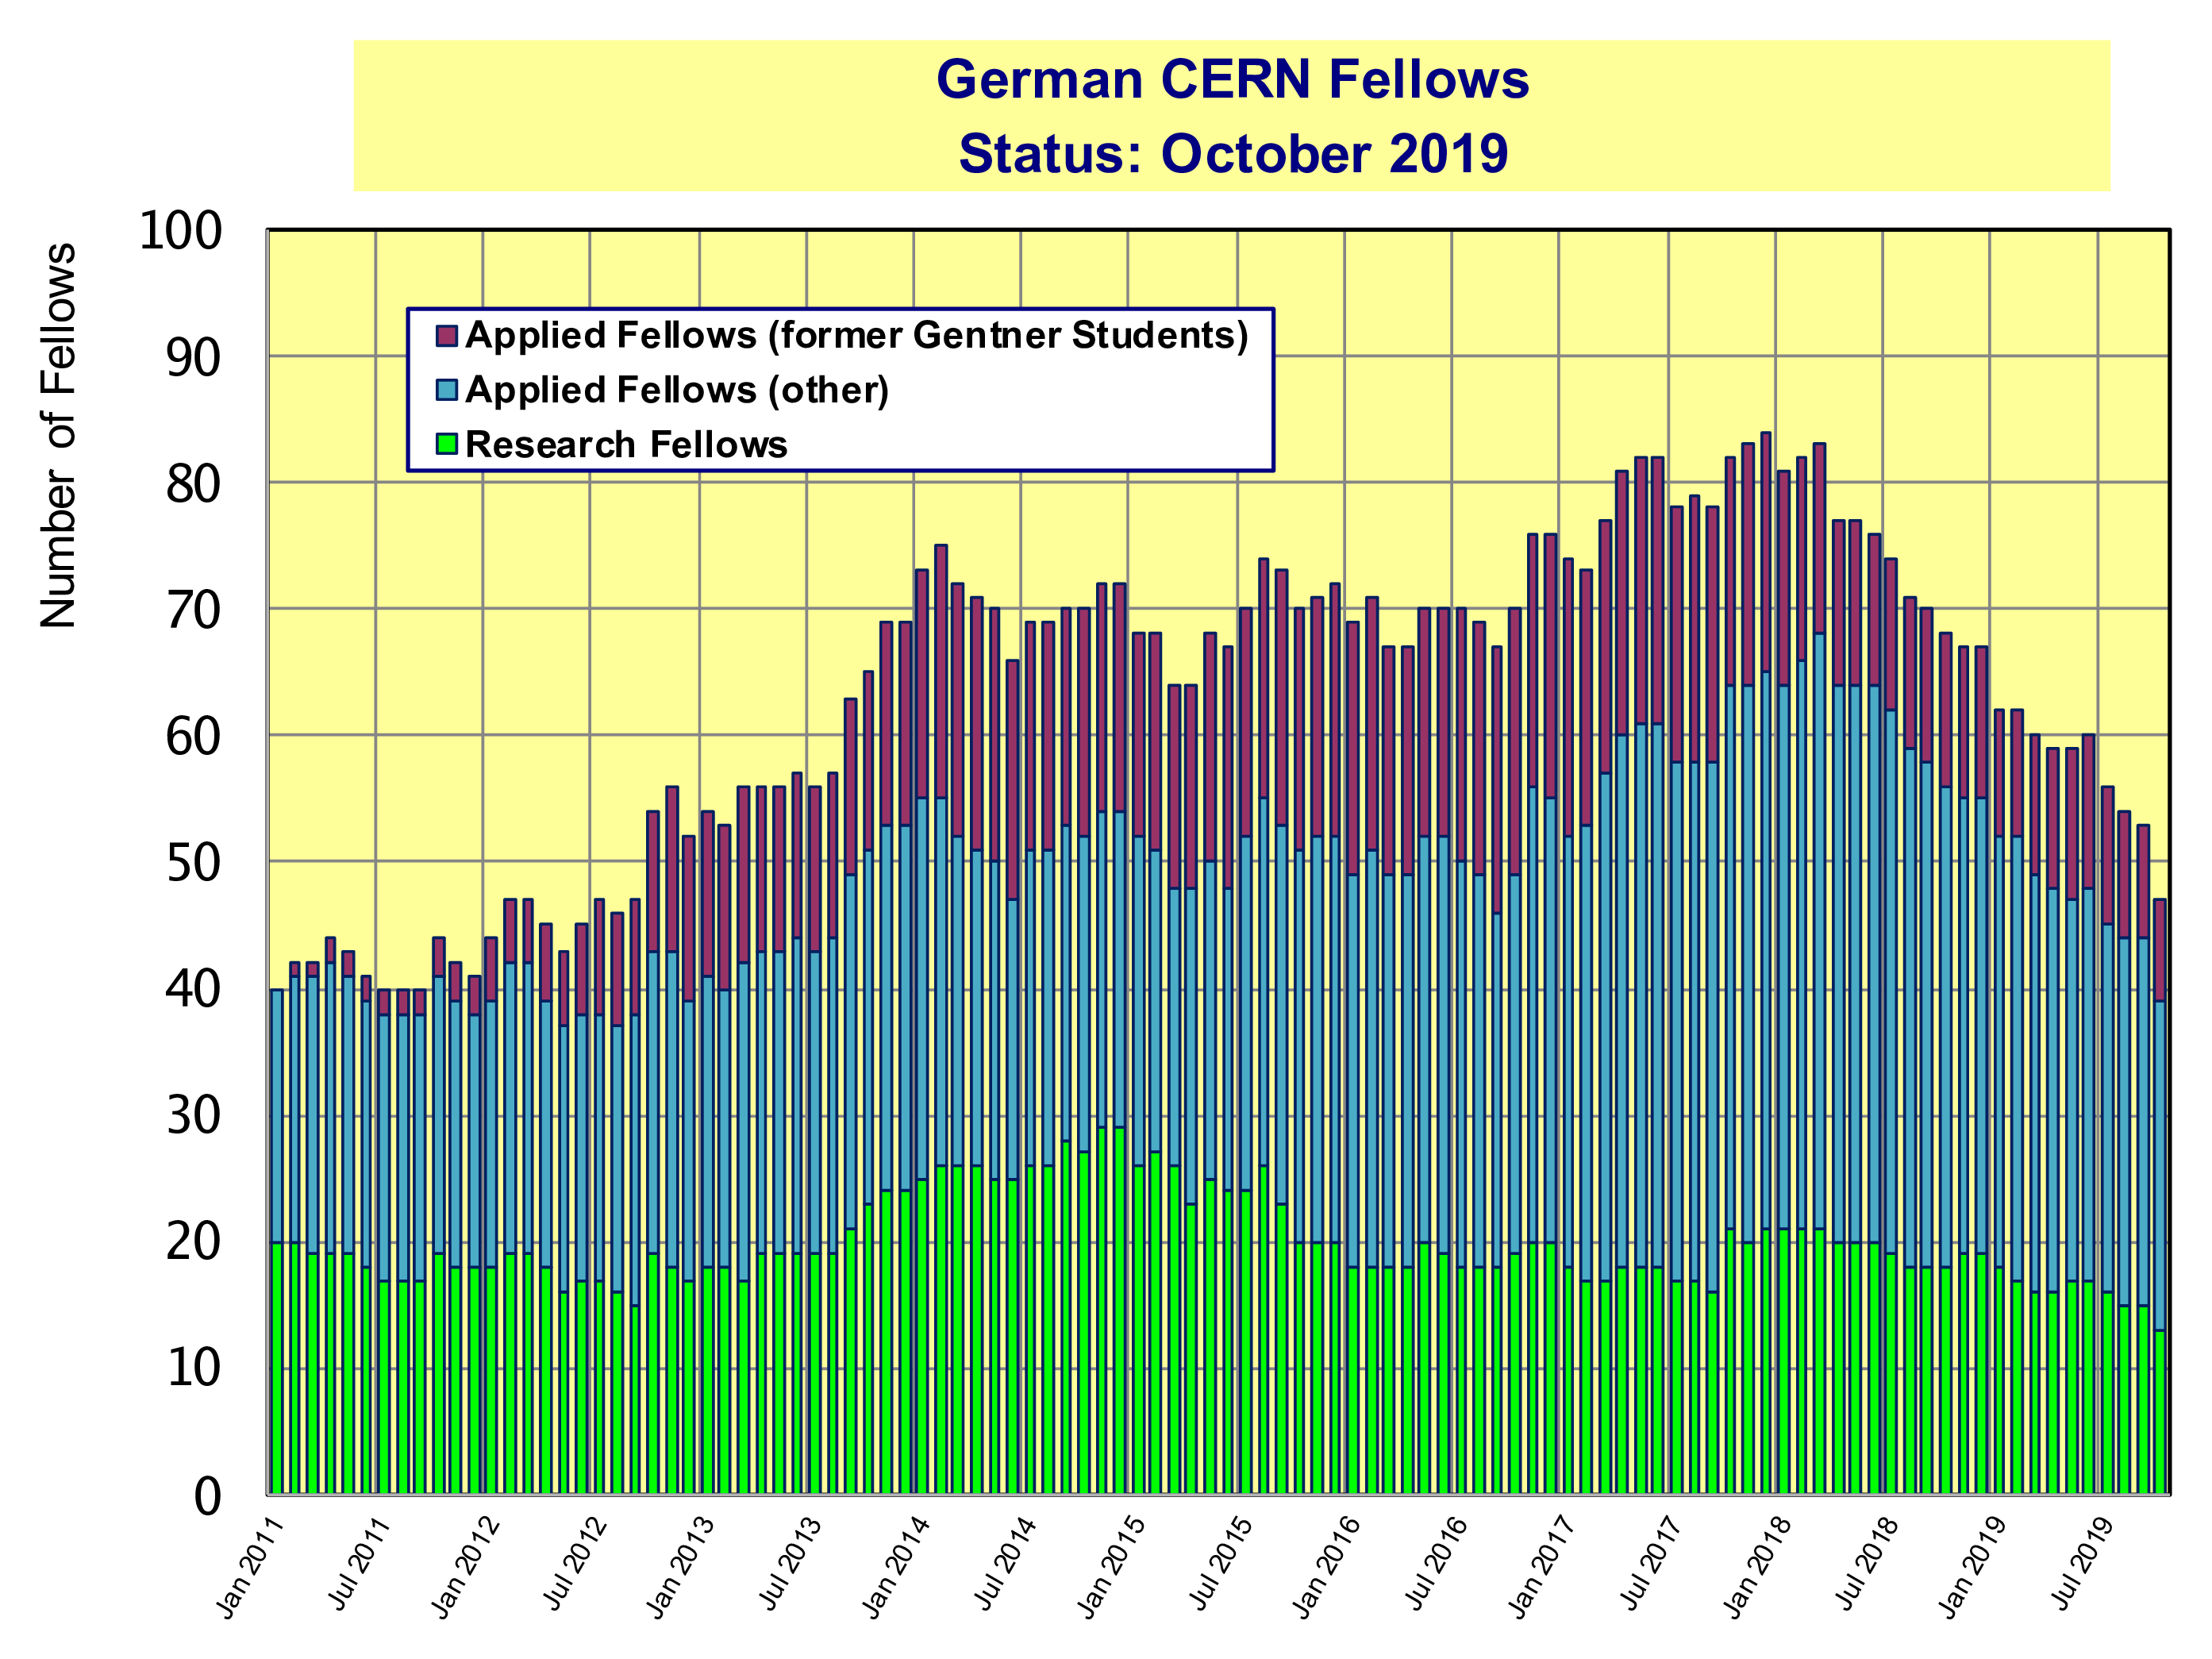 German CERN Fellows
Status: October 2019
Number of Fellows
100
90
80
70
60
50
40
30
20
10
0
Applied Fellows (former Gentner Students)
Applied Fellows (other)
Research Fellows
Jan 2011
Jul 2011
Jan 2012
Jul 2012
Jan 2013
Jul 2013
Jan 2014
Jul 2014
Jan 2015
Jul 2015
Jan 2016
Jul 2016
Jan 2017
Jul 2017
Jan 2018
Jul 2018
Jan 2019
Jul 2019